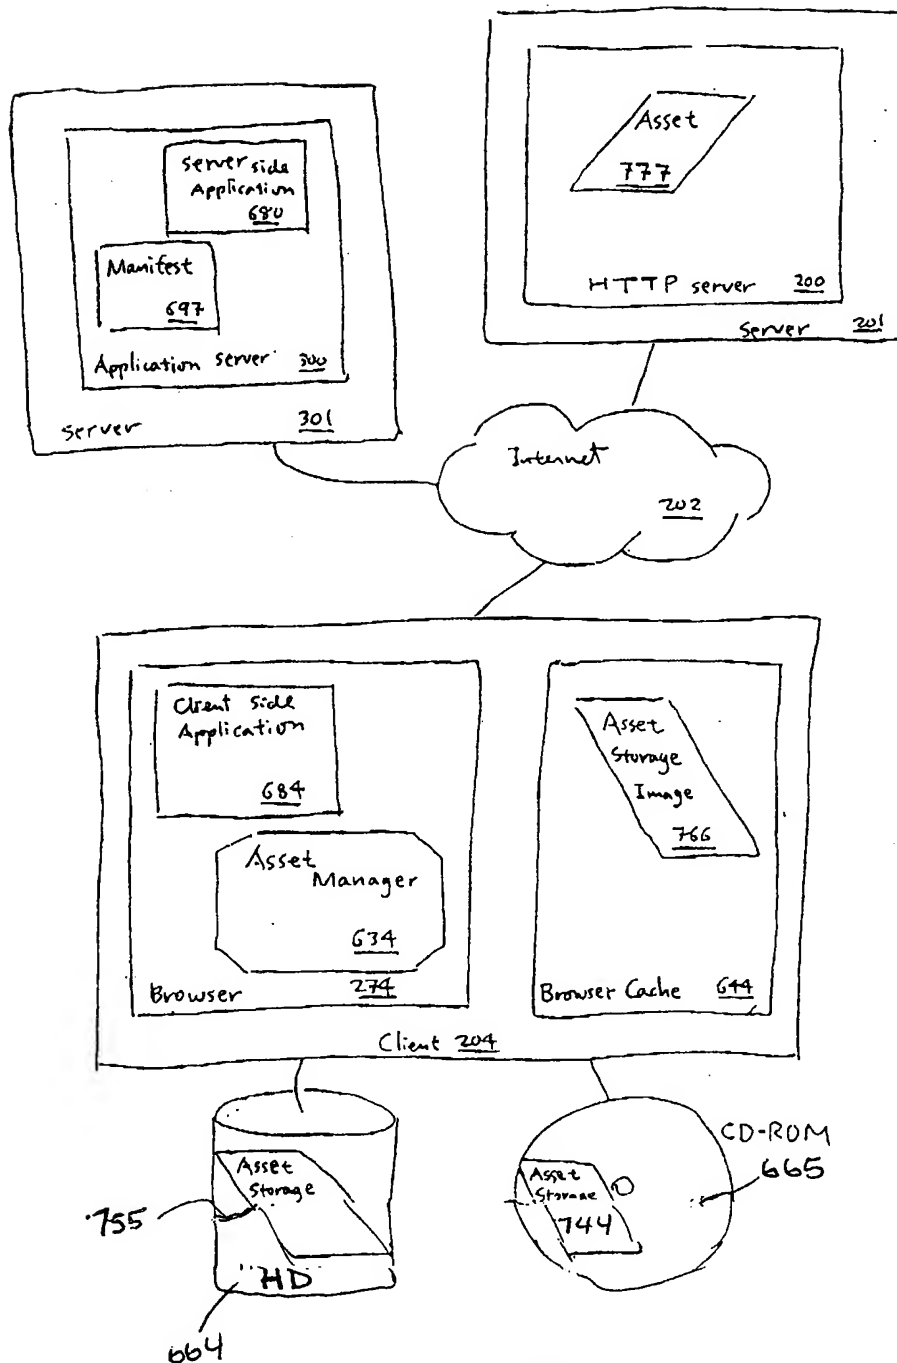 Asset
777
HTTP server 200
Server 201
Server side
Application
680
Manifest
697
Application server 300
Server 301
Internet
202
Client Side
Application
684
Asset
Manager
634
Browser 274
Asset
Storage
Image
766
Browser Cache 644
Client 204
Asset
Storage
755
HD
664
CD-ROM
665
Asset
Storage
744